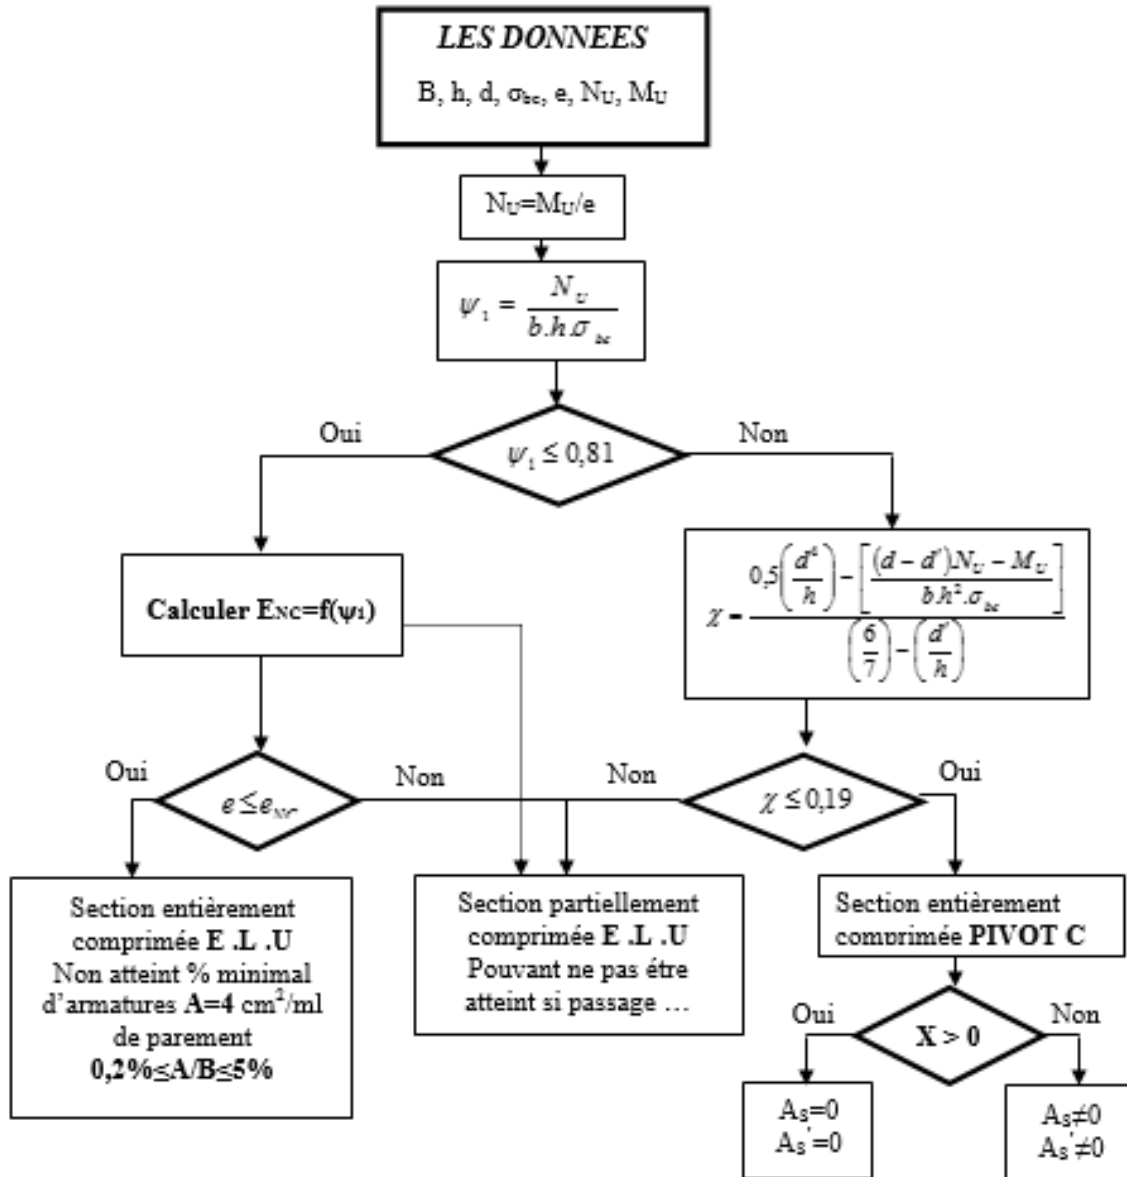 LES DONNEES
B, h, d, σbc, e, NU, MU
NU=MU/e
ψ1 = NU / b.h.σbc
Oui
Non
ψ1 ≤ 0,81
Calculer ENC=f(ψ1)
χ = (0,5(d4/h) − [((d − d').NU − MU) / (b.h².σbc)]) / ((6/7) − (d'/h))
Oui
Non
Non
Oui
e ≤ eNC
χ ≤ 0,19
Section entièrement
comprimée E .L .U
Non atteint % minimal
d'armatures A=4 cm²/ml
de parement
0,2%≤A/B≤5%
Section partiellement
comprimée E .L .U
Pouvant ne pas étre
atteint si passage …
Section entièrement
comprimée PIVOT C
Oui
Non
X > 0
AS=0
AS'=0
AS≠0
AS'≠0